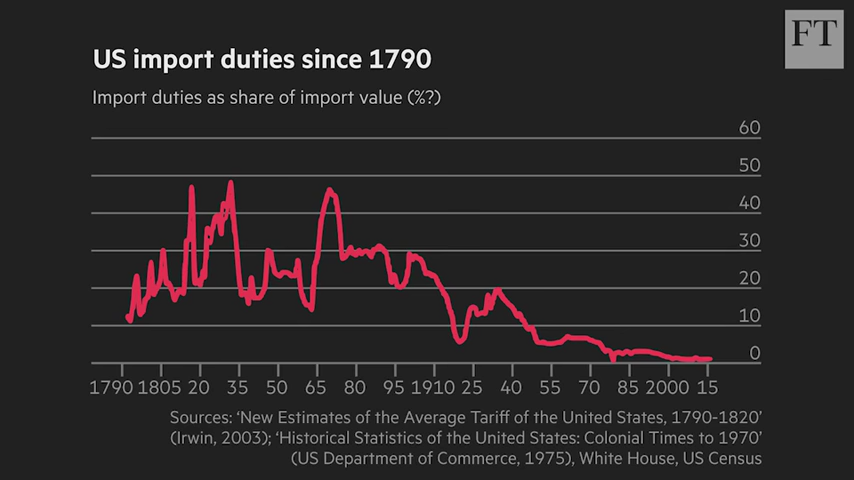 FT
US import duties since 1790
Import duties as share of import value (%?)
60
50
40
30
20
10
0
1790 1805 20 35 50 65 80 95 1910 25 40 55 70 85 2000 15
Sources: ‘New Estimates of the Average Tariff of the United States, 1790-1820’
(Irwin, 2003); ‘Historical Statistics of the United States: Colonial Times to 1970’
(US Department of Commerce, 1975), White House, US Census